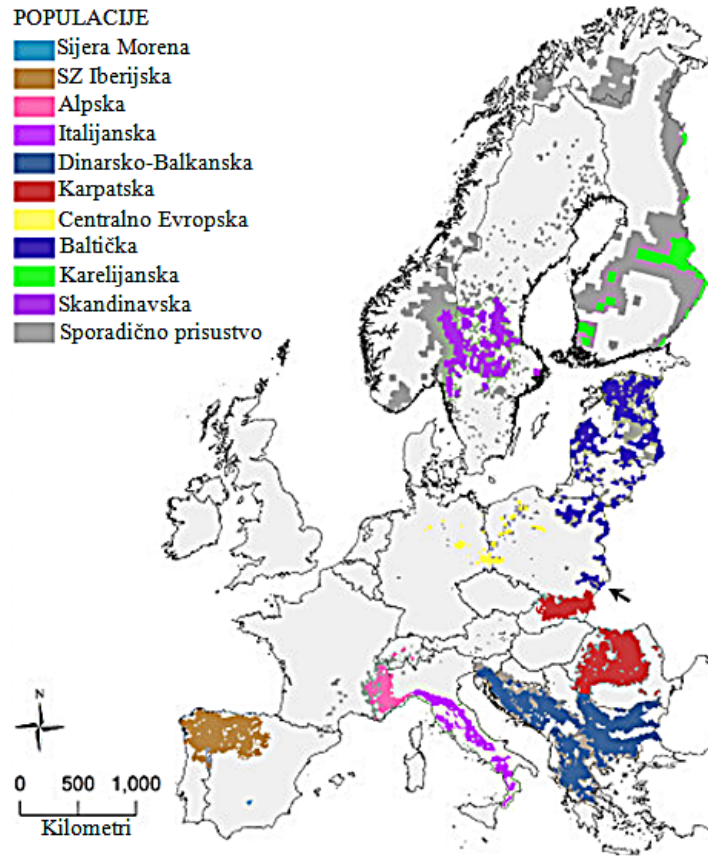 POPULACIJE
Sijera Morena
SZ Iberijska
Alpska
Italijanska
Dinarsko-Balkanska
Karpatska
Centralno Evropska
Baltička
Karelijanska
Skandinavska
Sporadično prisustvo
N
0 500 1,000
Kilometri